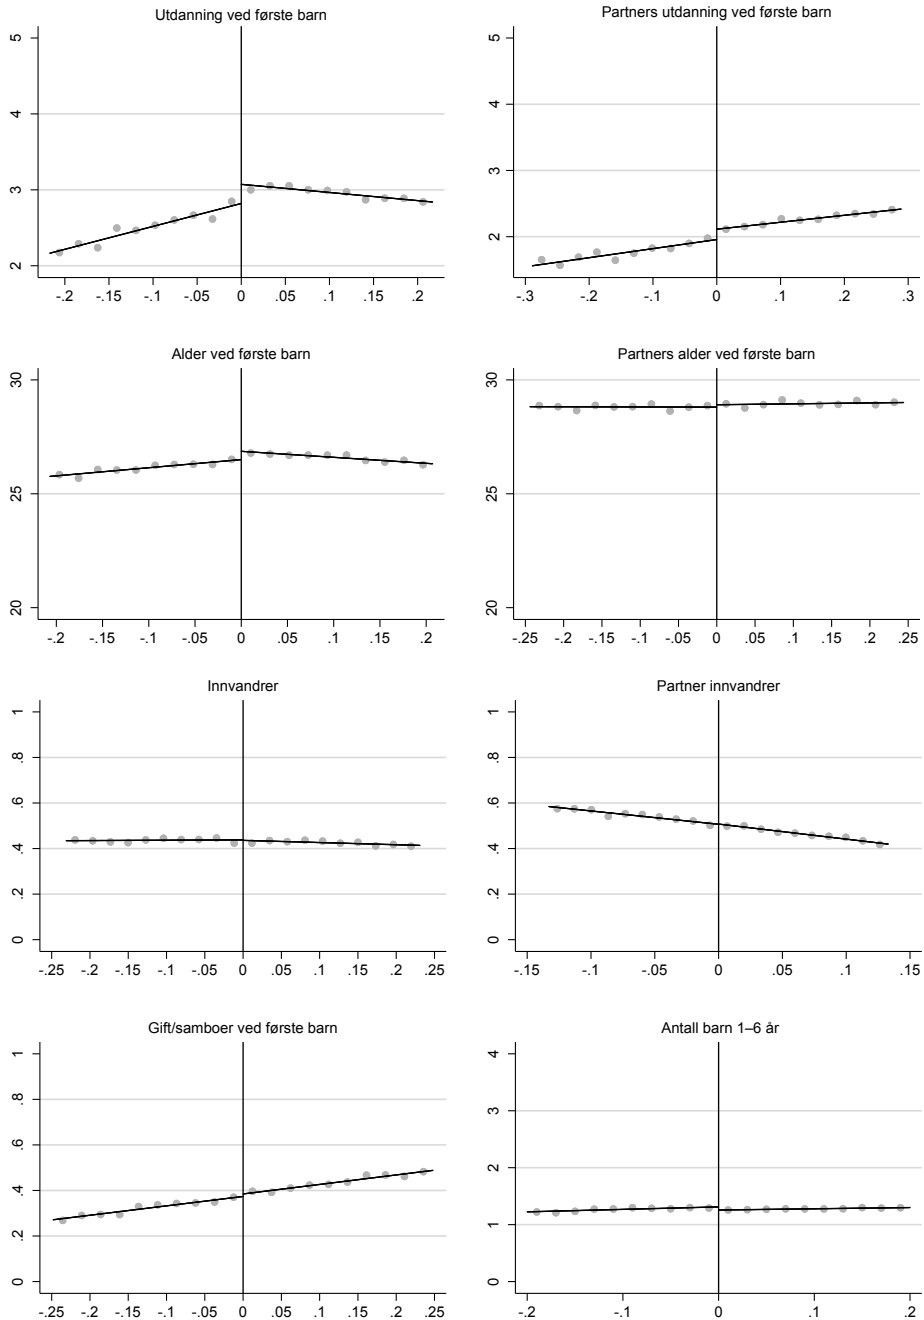 Utdanning ved første barn
5
4
3
2
-.2 -.15 -.1 -.05 0 .05 .1 .15 .2
Partners utdanning ved første barn
5
4
3
2
-.3 -.2 -.1 0 .1 .2 .3
Alder ved første barn
30
25
20
-.2 -.15 -.1 -.05 0 .05 .1 .15 .2
Partners alder ved første barn
30
25
20
-.25 -.2 -.15 -.1 -.05 0 .05 .1 .15 .2 .25
Innvandrer
1
.8
.6
.4
.2
0
-.25 -.2 -.15 -.1 -.05 0 .05 .1 .15 .2 .25
Partner innvandrer
1
.8
.6
.4
.2
0
-.15 -.1 -.05 0 .05 .1 .15
Gift/samboer ved første barn
1
.8
.6
.4
.2
0
-.25 -.2 -.15 -.1 -.05 0 .05 .1 .15 .2 .25
Antall barn 1–6 år
4
3
2
1
0
-.2 -.1 0 .1 .2